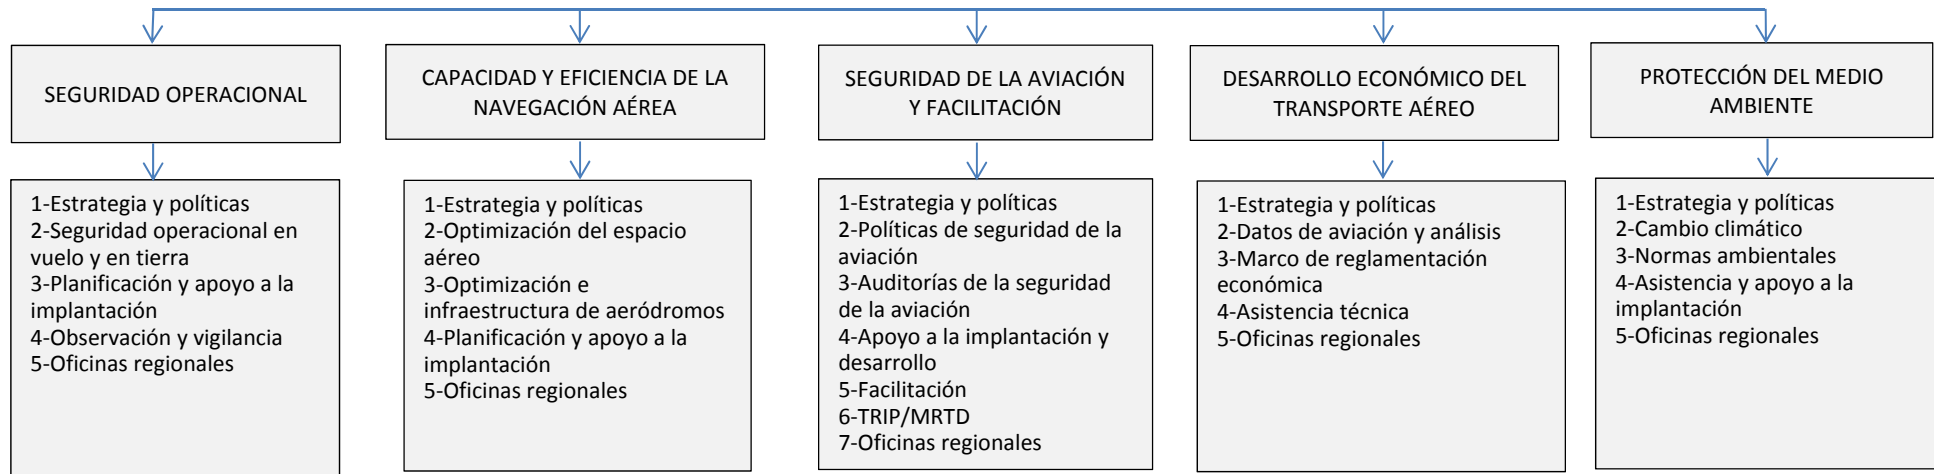 SEGURIDAD OPERACIONAL
CAPACIDAD Y EFICIENCIA DE LA
NAVEGACIÓN AÉREA
SEGURIDAD DE LA AVIACIÓN
Y FACILITACIÓN
DESARROLLO ECONÓMICO DEL
TRANSPORTE AÉREO
PROTECCIÓN DEL MEDIO
AMBIENTE
1-Estrategia y políticas
2-Seguridad operacional en
vuelo y en tierra
3-Planificación y apoyo a la
implantación
4-Observación y vigilancia
5-Oficinas regionales
1-Estrategia y políticas
2-Optimización del espacio
aéreo
3-Optimización e
infraestructura de aeródromos
4-Planificación y apoyo a la
implantación
5-Oficinas regionales
1-Estrategia y políticas
2-Políticas de seguridad de la
aviación
3-Auditorías de la seguridad
de la aviación
4-Apoyo a la implantación y
desarrollo
5-Facilitación
6-TRIP/MRTD
7-Oficinas regionales
1-Estrategia y políticas
2-Datos de aviación y análisis
3-Marco de reglamentación
económica
4-Asistencia técnica
5-Oficinas regionales
1-Estrategia y políticas
2-Cambio climático
3-Normas ambientales
4-Asistencia y apoyo a la
implantación
5-Oficinas regionales